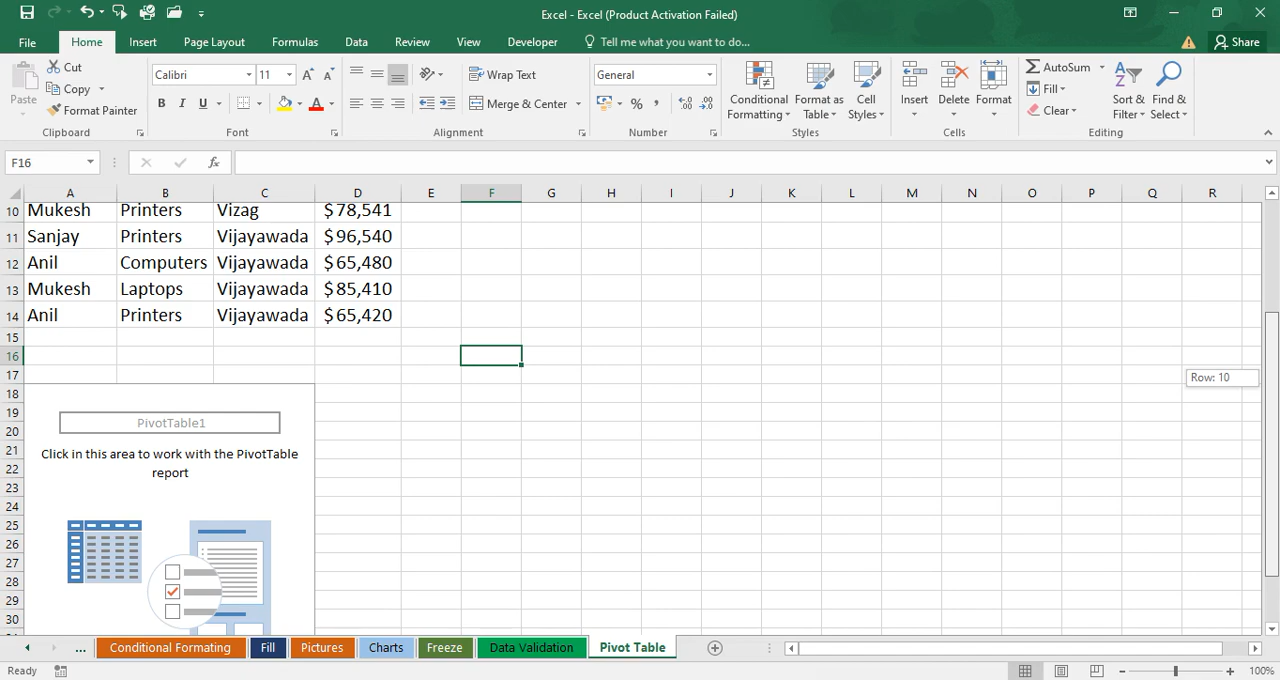 Excel - Excel (Product Activation Failed)
File Home Insert Page Layout Formulas Data Review View Developer Tell me what you want to do... Share
Paste
Cut
Copy
Format Painter
Clipboard
Calibri 11
B I U
Font
Wrap Text
Merge & Center
Alignment
General
%
Number
Conditional Formatting
Format as Table
Cell Styles
Styles
Insert Delete Format
Cells
AutoSum
Fill
Clear
Sort & Filter
Find & Select
Editing
F16 fx
A B C D E F G H I J K L M N O P Q R
10 Mukesh Printers Vizag $78,541
11 Sanjay Printers Vijayawada $96,540
12 Anil Computers Vijayawada $65,480
13 Mukesh Laptops Vijayawada $85,410
14 Anil Printers Vijayawada $65,420
15
16
17
Row: 10
18
19
PivotTable1
20
21
Click in this area to work with the PivotTable
22
report
23
24
25
26
27
28
29
30
... Conditional Formating Fill Pictures Charts Freeze Data Validation Pivot Table
Ready 100%